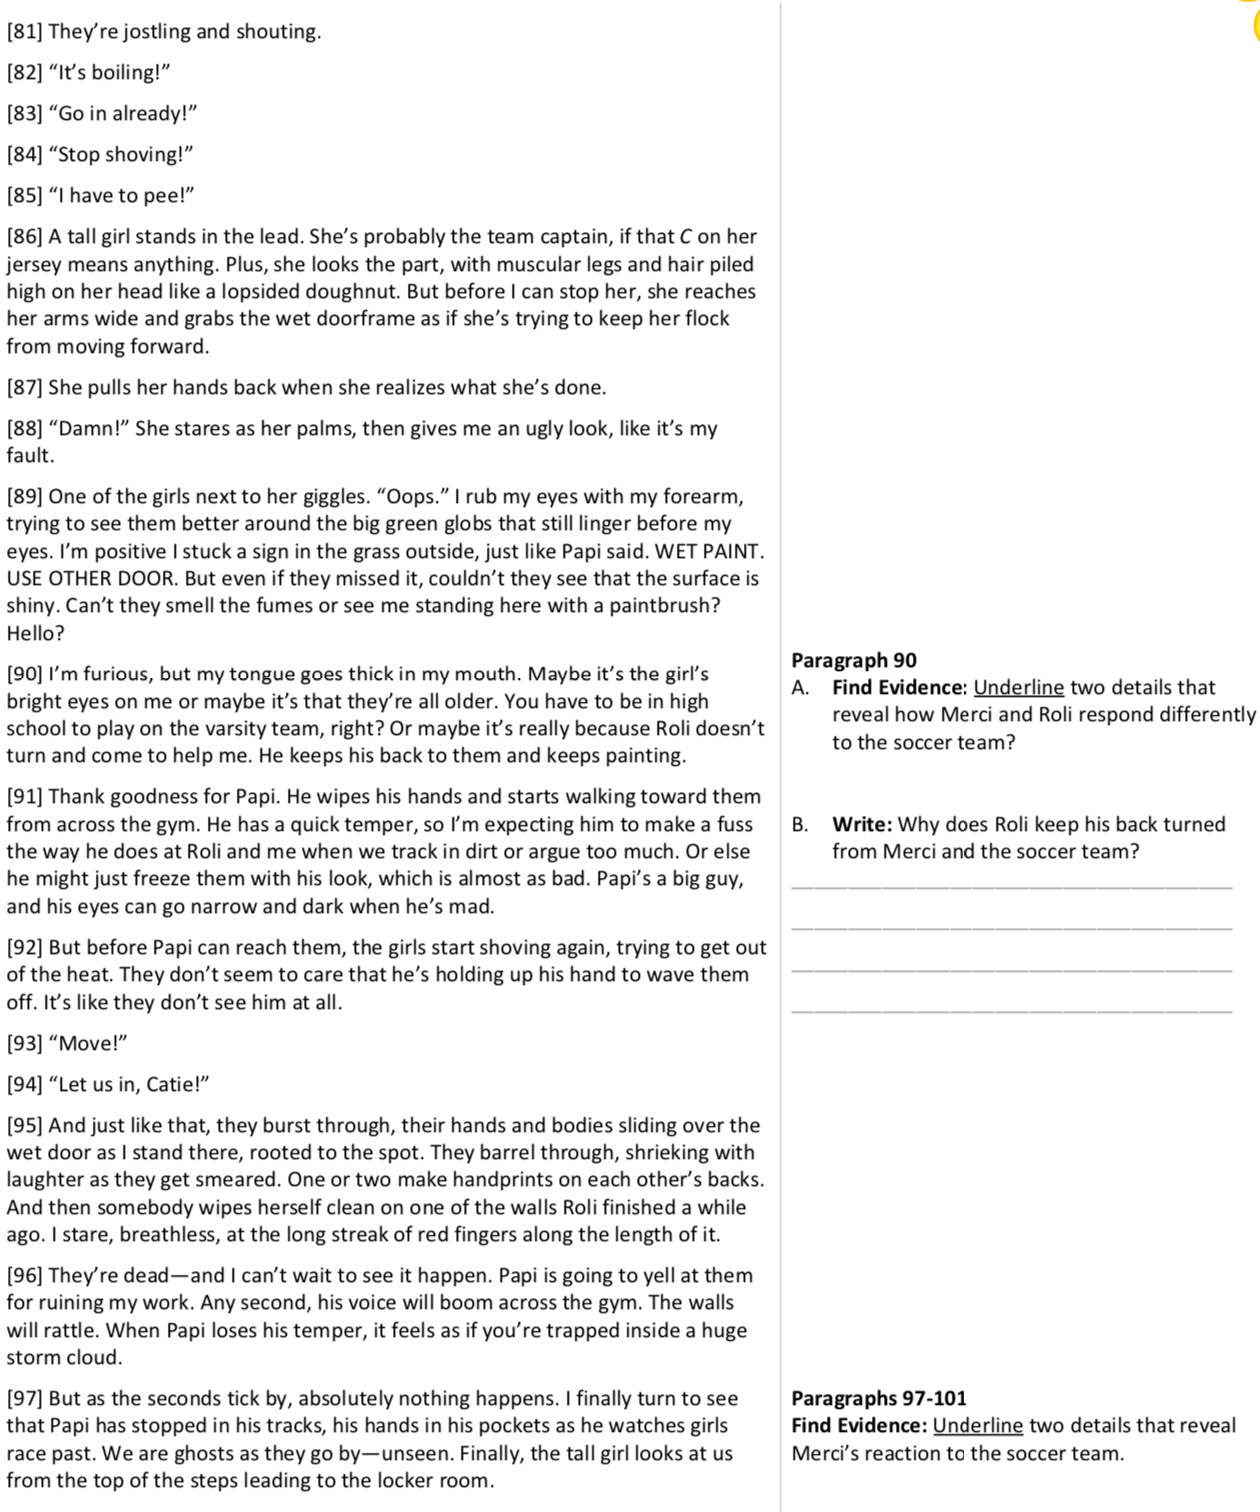 [81] They’re jostling and shouting.
[82] “It’s boiling!”
[83] “Go in already!”
[84] “Stop shoving!”
[85] “I have to pee!”
[86] A tall girl stands in the lead. She’s probably the team captain, if that C on her
jersey means anything. Plus, she looks the part, with muscular legs and hair piled
high on her head like a lopsided doughnut. But before I can stop her, she reaches
her arms wide and grabs the wet doorframe as if she’s trying to keep her flock
from moving forward.
[87] She pulls her hands back when she realizes what she’s done.
[88] “Damn!” She stares as her palms, then gives me an ugly look, like it’s my
fault.
[89] One of the girls next to her giggles. “Oops.” I rub my eyes with my forearm,
trying to see them better around the big green globs that still linger before my
eyes. I’m positive I stuck a sign in the grass outside, just like Papi said. WET PAINT.
USE OTHER DOOR. But even if they missed it, couldn’t they see that the surface is
shiny. Can’t they smell the fumes or see me standing here with a paintbrush?
Hello?
[90] I’m furious, but my tongue goes thick in my mouth. Maybe it’s the girl’s
bright eyes on me or maybe it’s that they’re all older. You have to be in high
school to play on the varsity team, right? Or maybe it’s really because Roli doesn’t
turn and come to help me. He keeps his back to them and keeps painting.
[91] Thank goodness for Papi. He wipes his hands and starts walking toward them
from across the gym. He has a quick temper, so I’m expecting him to make a fuss
the way he does at Roli and me when we track in dirt or argue too much. Or else
he might just freeze them with his look, which is almost as bad. Papi’s a big guy,
and his eyes can go narrow and dark when he’s mad.
[92] But before Papi can reach them, the girls start shoving again, trying to get out
of the heat. They don’t seem to care that he’s holding up his hand to wave them
off. It’s like they don’t see him at all.
[93] “Move!”
[94] “Let us in, Catie!”
[95] And just like that, they burst through, their hands and bodies sliding over the
wet door as I stand there, rooted to the spot. They barrel through, shrieking with
laughter as they get smeared. One or two make handprints on each other’s backs.
And then somebody wipes herself clean on one of the walls Roli finished a while
ago. I stare, breathless, at the long streak of red fingers along the length of it.
[96] They’re dead—and I can’t wait to see it happen. Papi is going to yell at them
for ruining my work. Any second, his voice will boom across the gym. The walls
will rattle. When Papi loses his temper, it feels as if you’re trapped inside a huge
storm cloud.
[97] But as the seconds tick by, absolutely nothing happens. I finally turn to see
that Papi has stopped in his tracks, his hands in his pockets as he watches girls
race past. We are ghosts as they go by—unseen. Finally, the tall girl looks at us
from the top of the steps leading to the locker room.
Paragraph 90
A. Find Evidence: Underline two details that
reveal how Merci and Roli respond differently
to the soccer team?
B. Write: Why does Roli keep his back turned
from Merci and the soccer team?
Paragraphs 97-101
Find Evidence: Underline two details that reveal
Merci’s reaction to the soccer team.